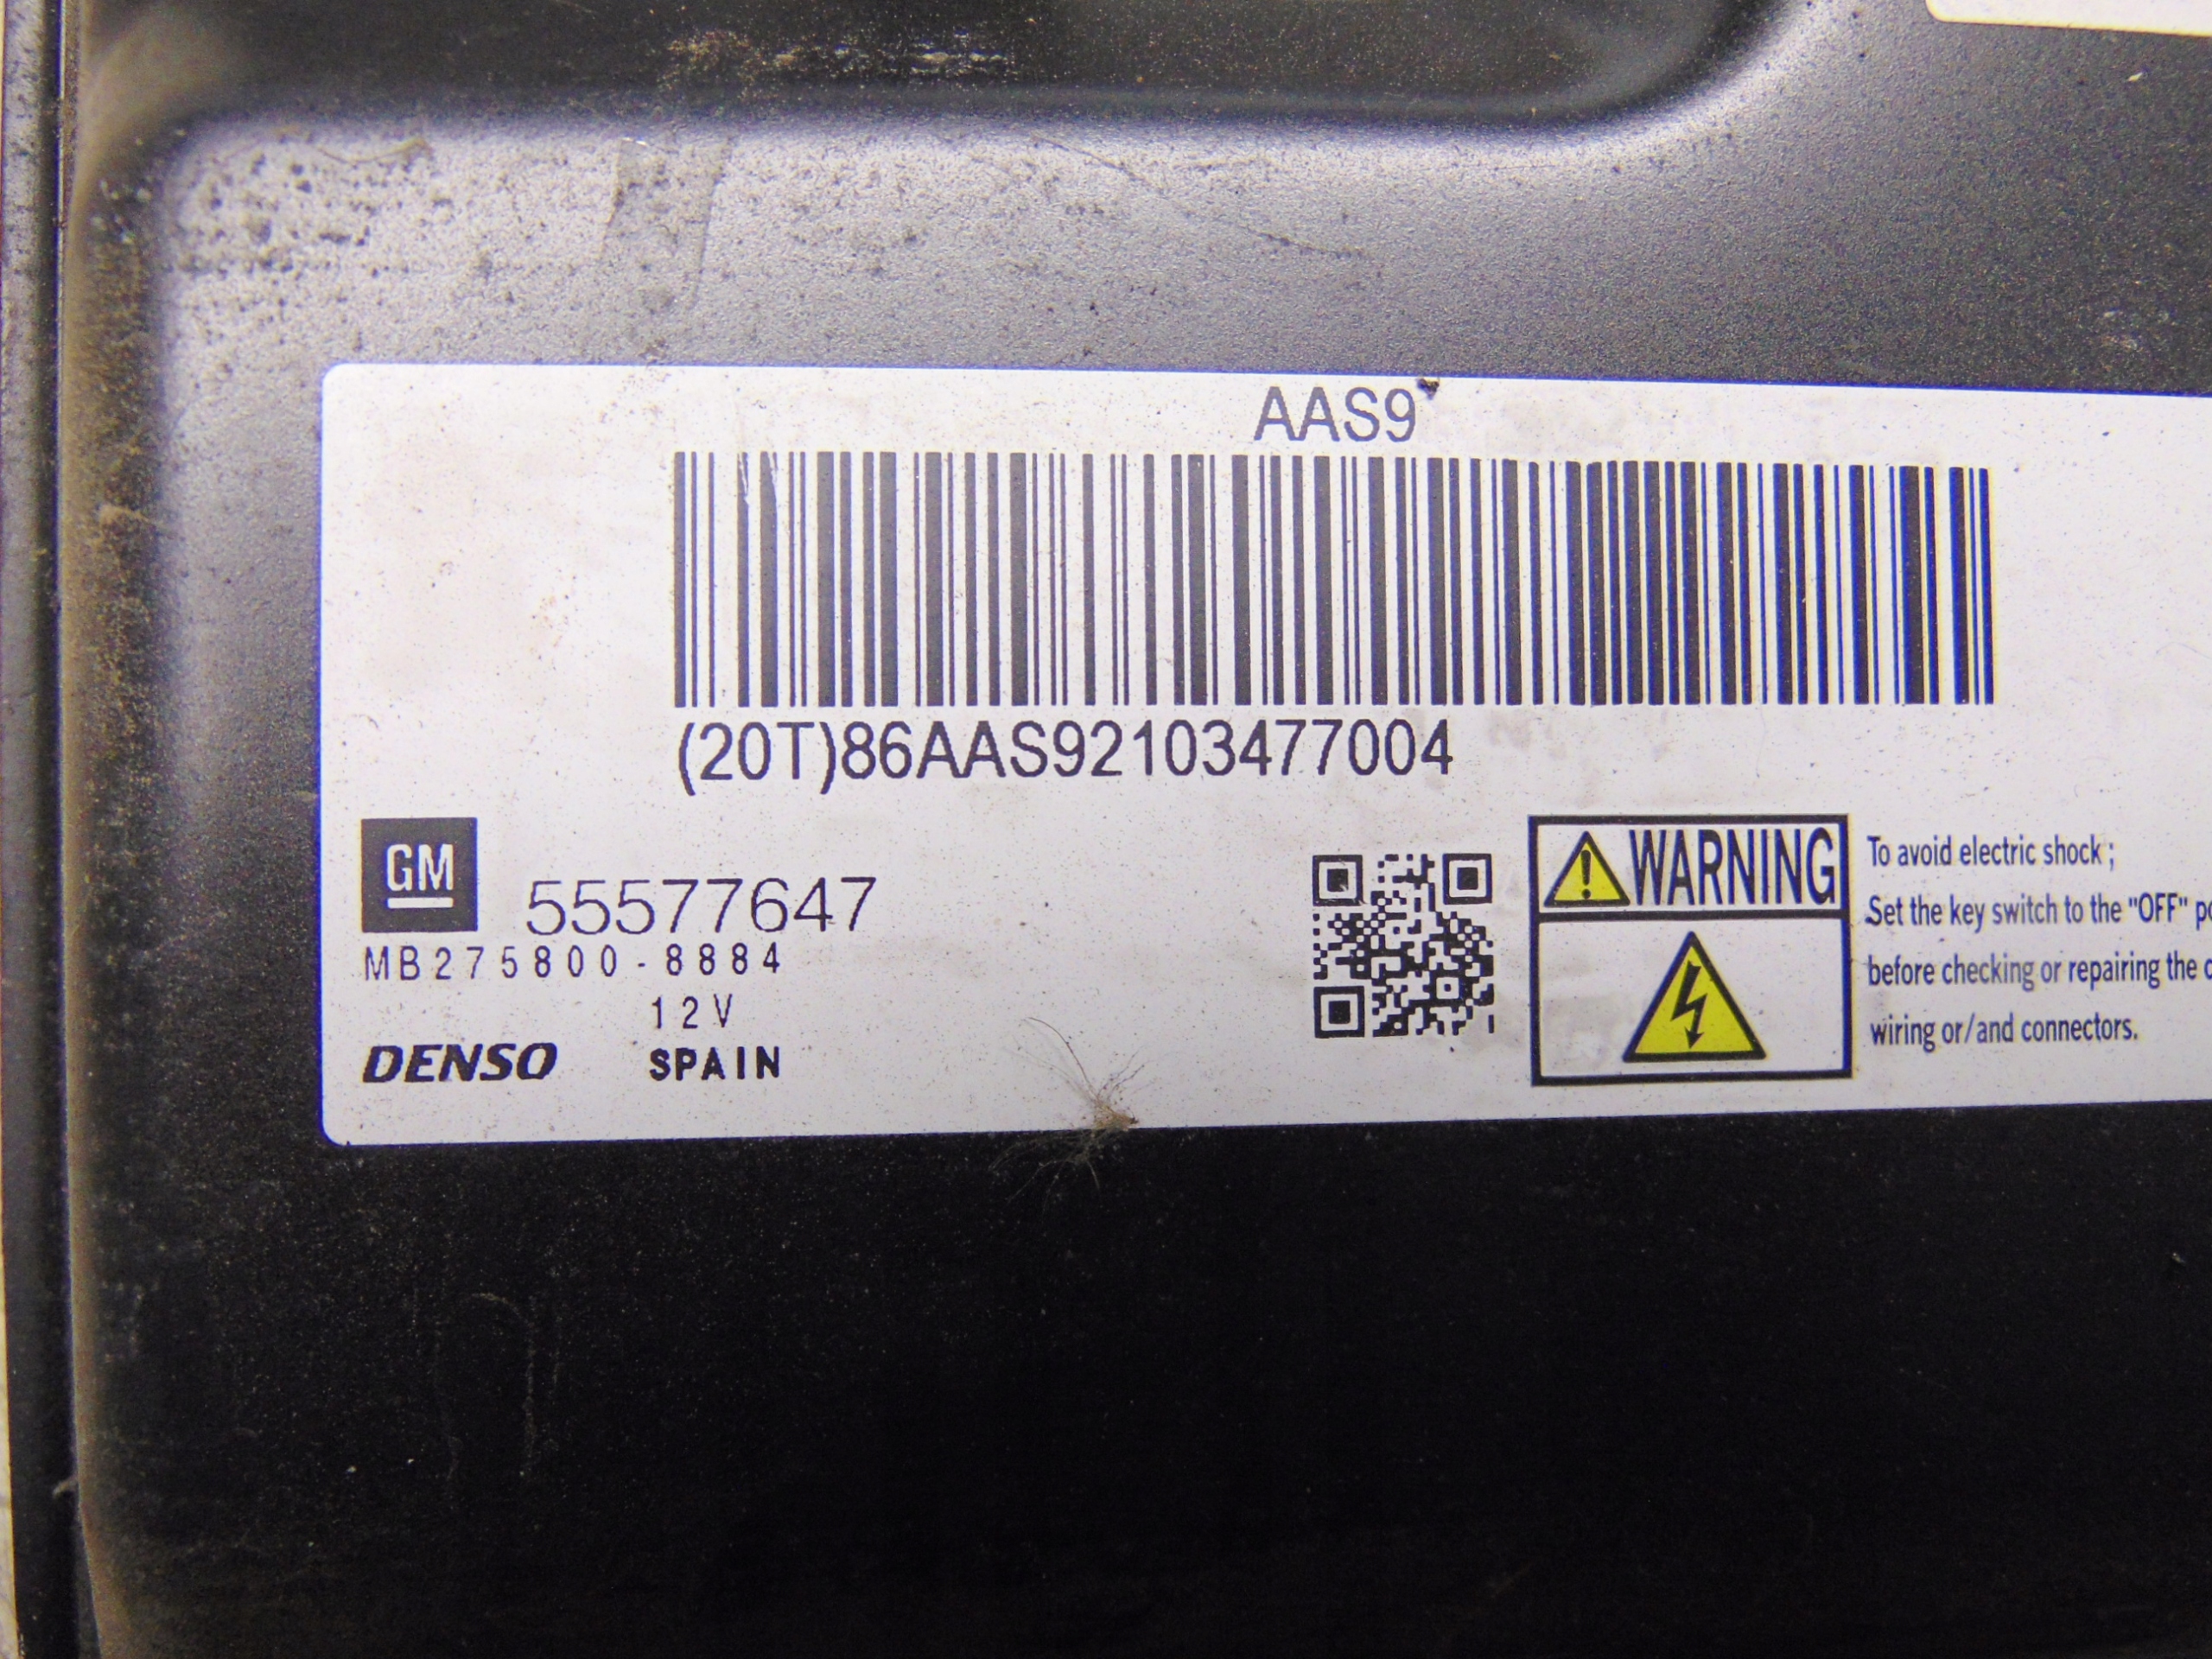 AAS9
(20T)86AAS92103477004
GM 55577647
MB275800-8884
12V
DENSO SPAIN
WARNING
To avoid electric shock ;
Set the key switch to the "OFF"
before checking or repairing the
wiring or/and connectors.